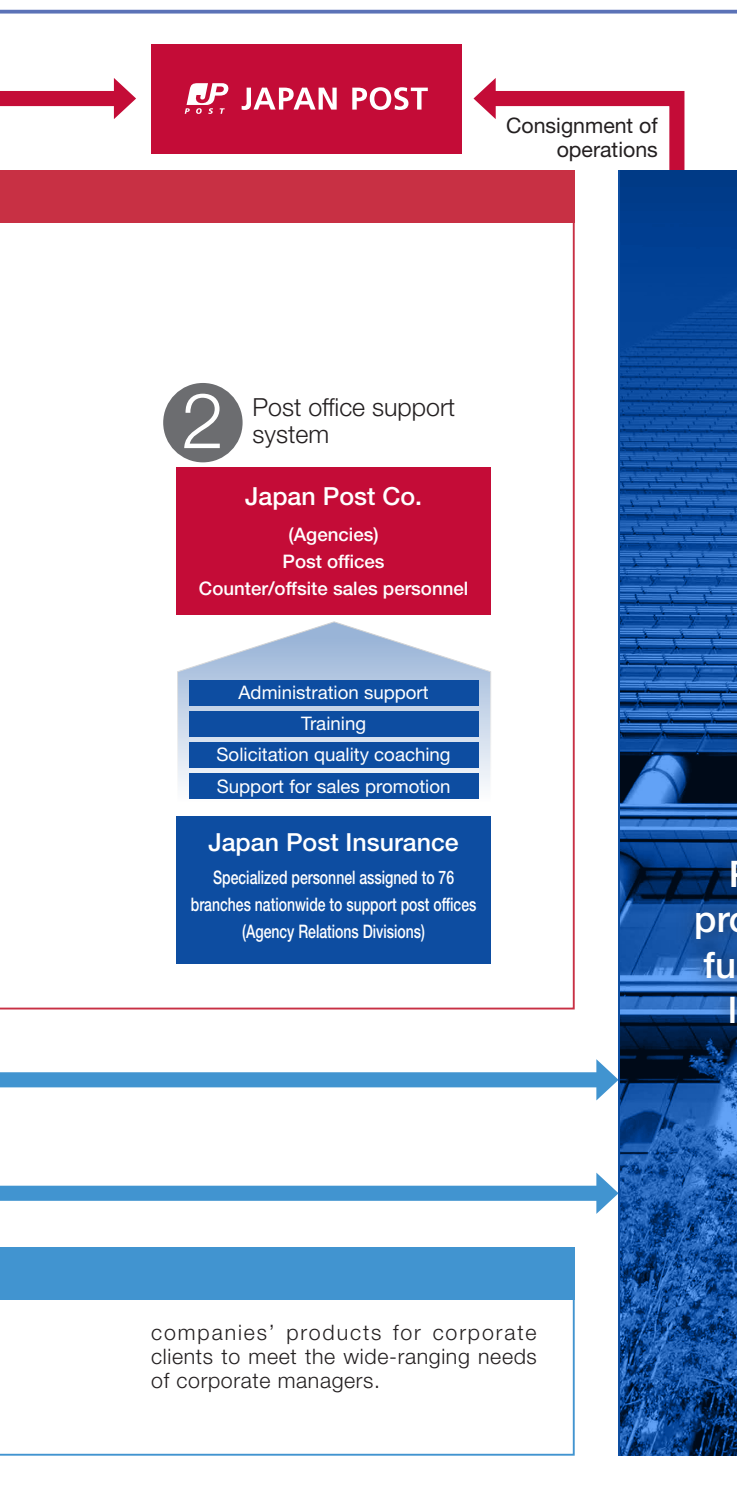 JP
POST
JAPAN POST
Consignment of
operations
2
Post office support
system
Japan Post Co.
(Agencies)
Post offices
Counter/offsite sales personnel
Administration support
Training
Solicitation quality coaching
Support for sales promotion
Japan Post Insurance
Specialized personnel assigned to 76
branches nationwide to support post offices
(Agency Relations Divisions)
companies’ products for corporate
clients to meet the wide-ranging needs
of corporate managers.